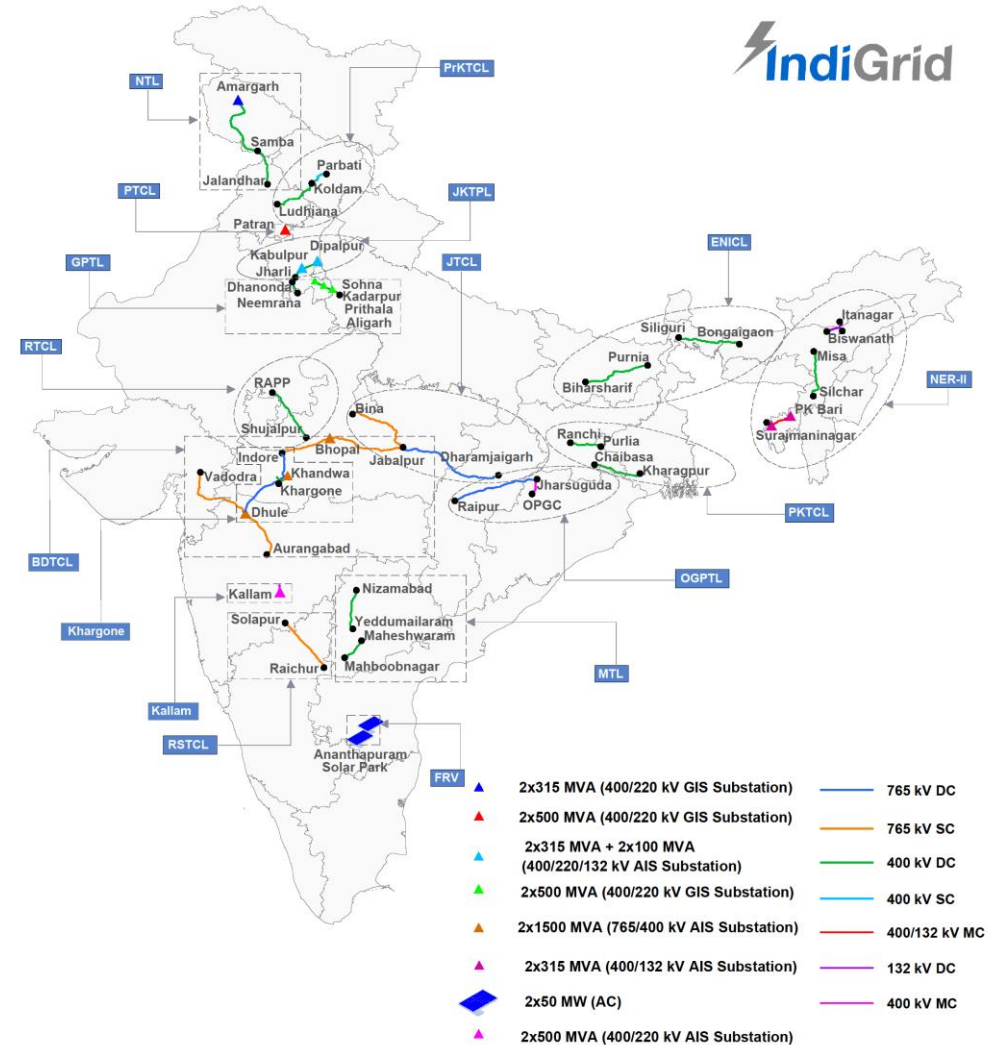 IndiGrid
NTL
Amargarh
PrKTCL
Samba
Parbati
Jalandhar
Koldam
PTCL
JKTPL
Ludhiana
Patran
Dipalpur
ENICL
GPTL
Kabulpur
JTCL
Jharli
Dhanonda
Sohna
Neemrana
Kadarpur
Prithala
Aligarh
Siliguri
Bongaigaon
Itanagar
Biswanath
Misa
RTCL
Purnia
Biharsharif
NER-II
RAPP
Silchar
Bina
PK Bari
Shujalpur
Surajmaninagar
Ranchi
Purlia
Bhopal
Indore
Jabalpur
Dharamjaigarh
Chaibasa
Kharagpur
Vadodra
Khandwa
Khargone
Jharsuguda
Raipur
OPGC
Dhule
PKTCL
Aurangabad
BDTCL
OGPTL
Kallam
Nizamabad
Khargone
Solapur
Yeddumailaram
Maheshwaram
Raichur
Mahboobnagar
MTL
Kallam
RSTCL
Ananthapuram
Solar Park
FRV
2x315 MVA (400/220 kV GIS Substation)
765 kV DC
2x500 MVA (400/220 kV GIS Substation)
765 kV SC
2x315 MVA + 2x100 MVA
(400/220/132 kV AIS Substation)
400 kV DC
2x500 MVA (400/220 kV GIS Substation)
400 kV SC
2x1500 MVA (765/400 kV AIS Substation)
400/132 kV MC
2x315 MVA (400/132 kV AIS Substation)
132 kV DC
2x50 MW (AC)
400 kV MC
2x500 MVA (400/220 kV AIS Substation)